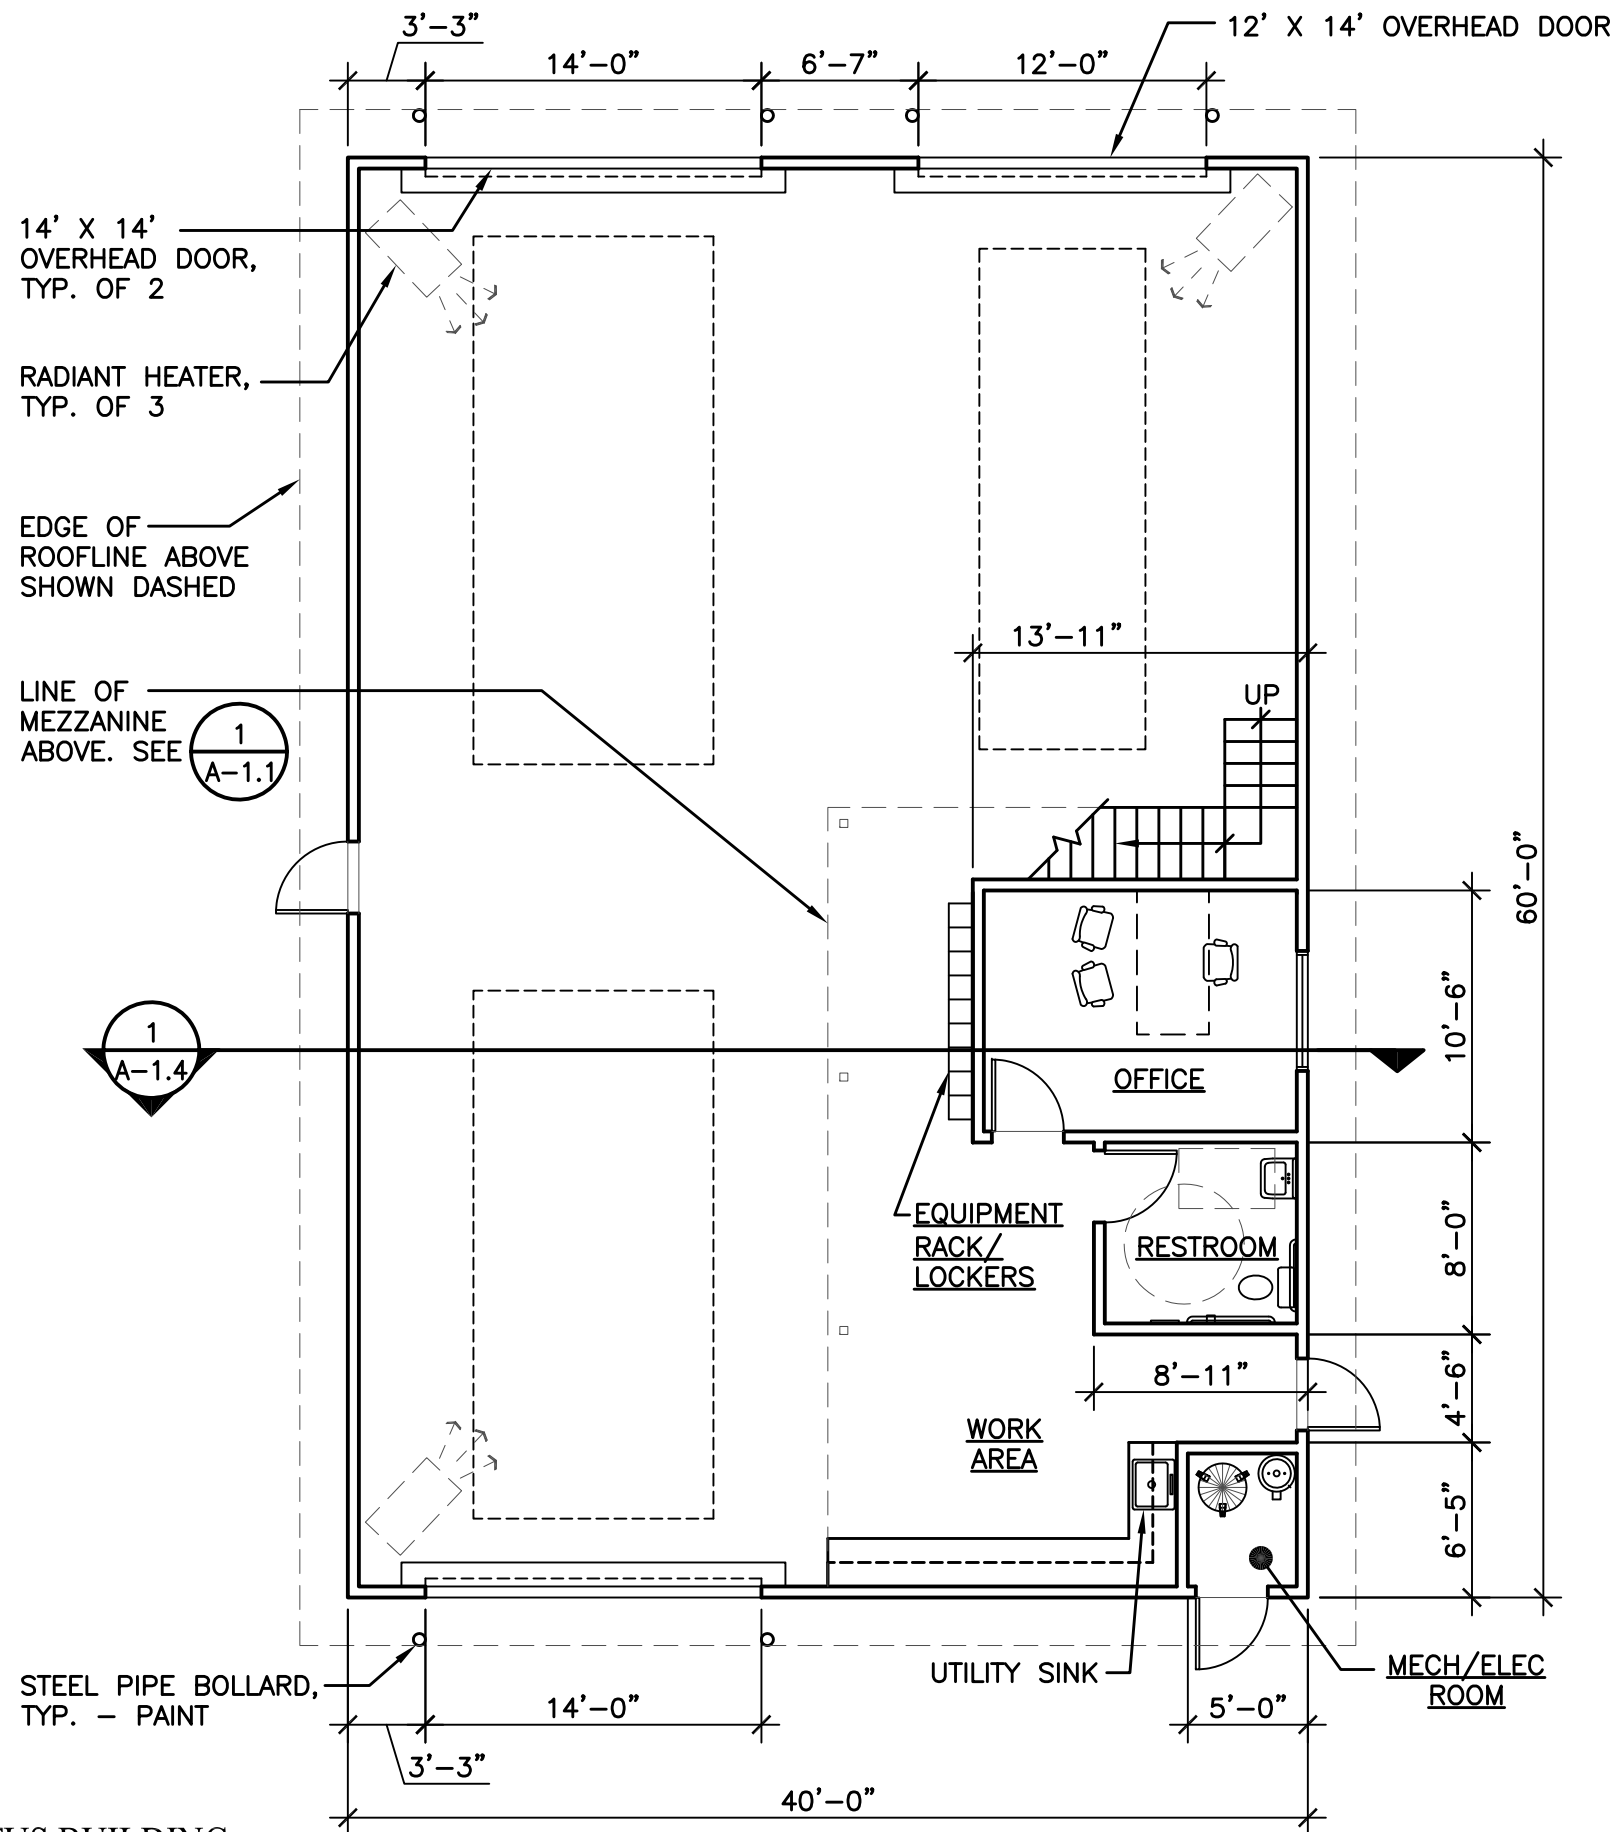 3'-3"
12' X 14' OVERHEAD DOOR
14'-0"
6'-7"
12'-0"
14' X 14'
OVERHEAD DOOR,
TYP. OF 2
RADIANT HEATER,
TYP. OF 3
EDGE OF
ROOFLINE ABOVE
SHOWN DASHED
13'-11"
LINE OF
MEZZANINE
ABOVE. SEE
1
A-1.1
UP
60'-0"
10'-6"
1
A-1.4
OFFICE
EQUIPMENT
RACK/
LOCKERS
RESTROOM
8'-0"
8'-11"
4'-6"
WORK
AREA
6'-5"
STEEL PIPE BOLLARD,
TYP. - PAINT
UTILITY SINK
MECH/ELEC
ROOM
14'-0"
5'-0"
3'-3"
40'-0"
BUILDING